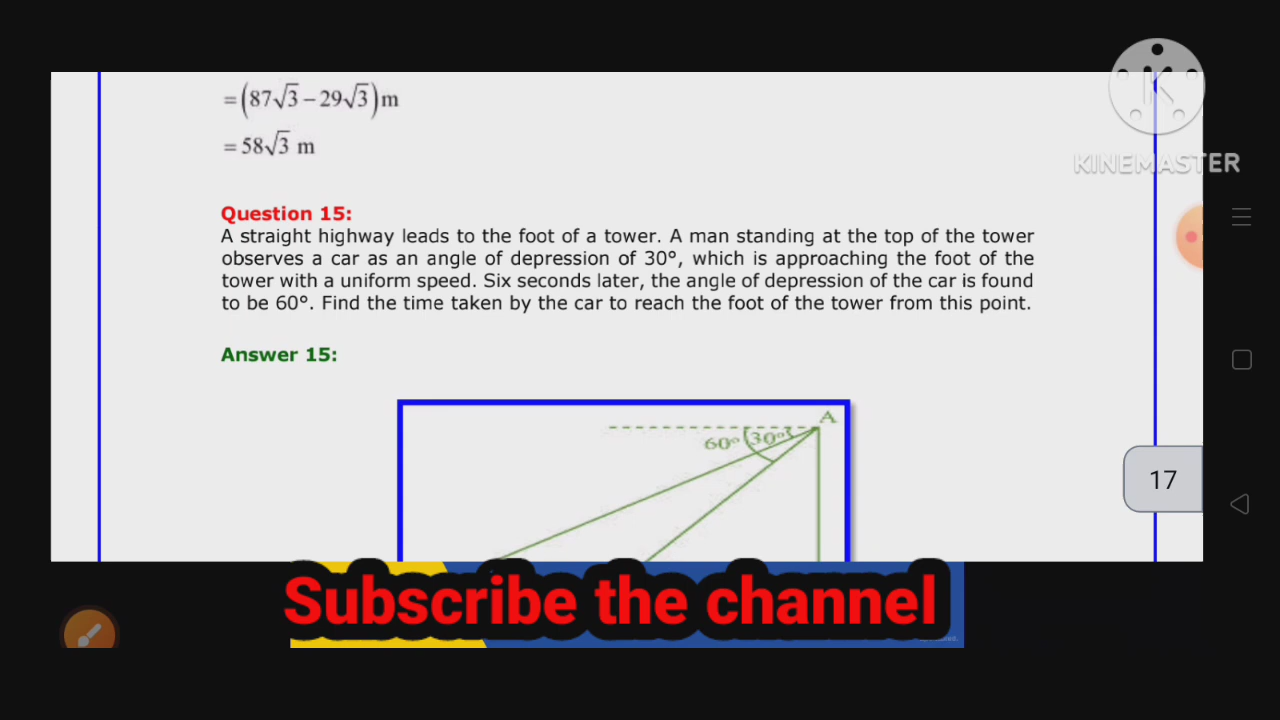 = (87√3 − 29√3) m
= 58√3 m
KINEMASTER
Question 15:
A straight highway leads to the foot of a tower. A man standing at the top of the tower
observes a car as an angle of depression of 30°, which is approaching the foot of the
tower with a uniform speed. Six seconds later, the angle of depression of the car is found
to be 60°. Find the time taken by the car to reach the foot of the tower from this point.
Answer 15:
A
60° 30°
17
Subscribe the channel